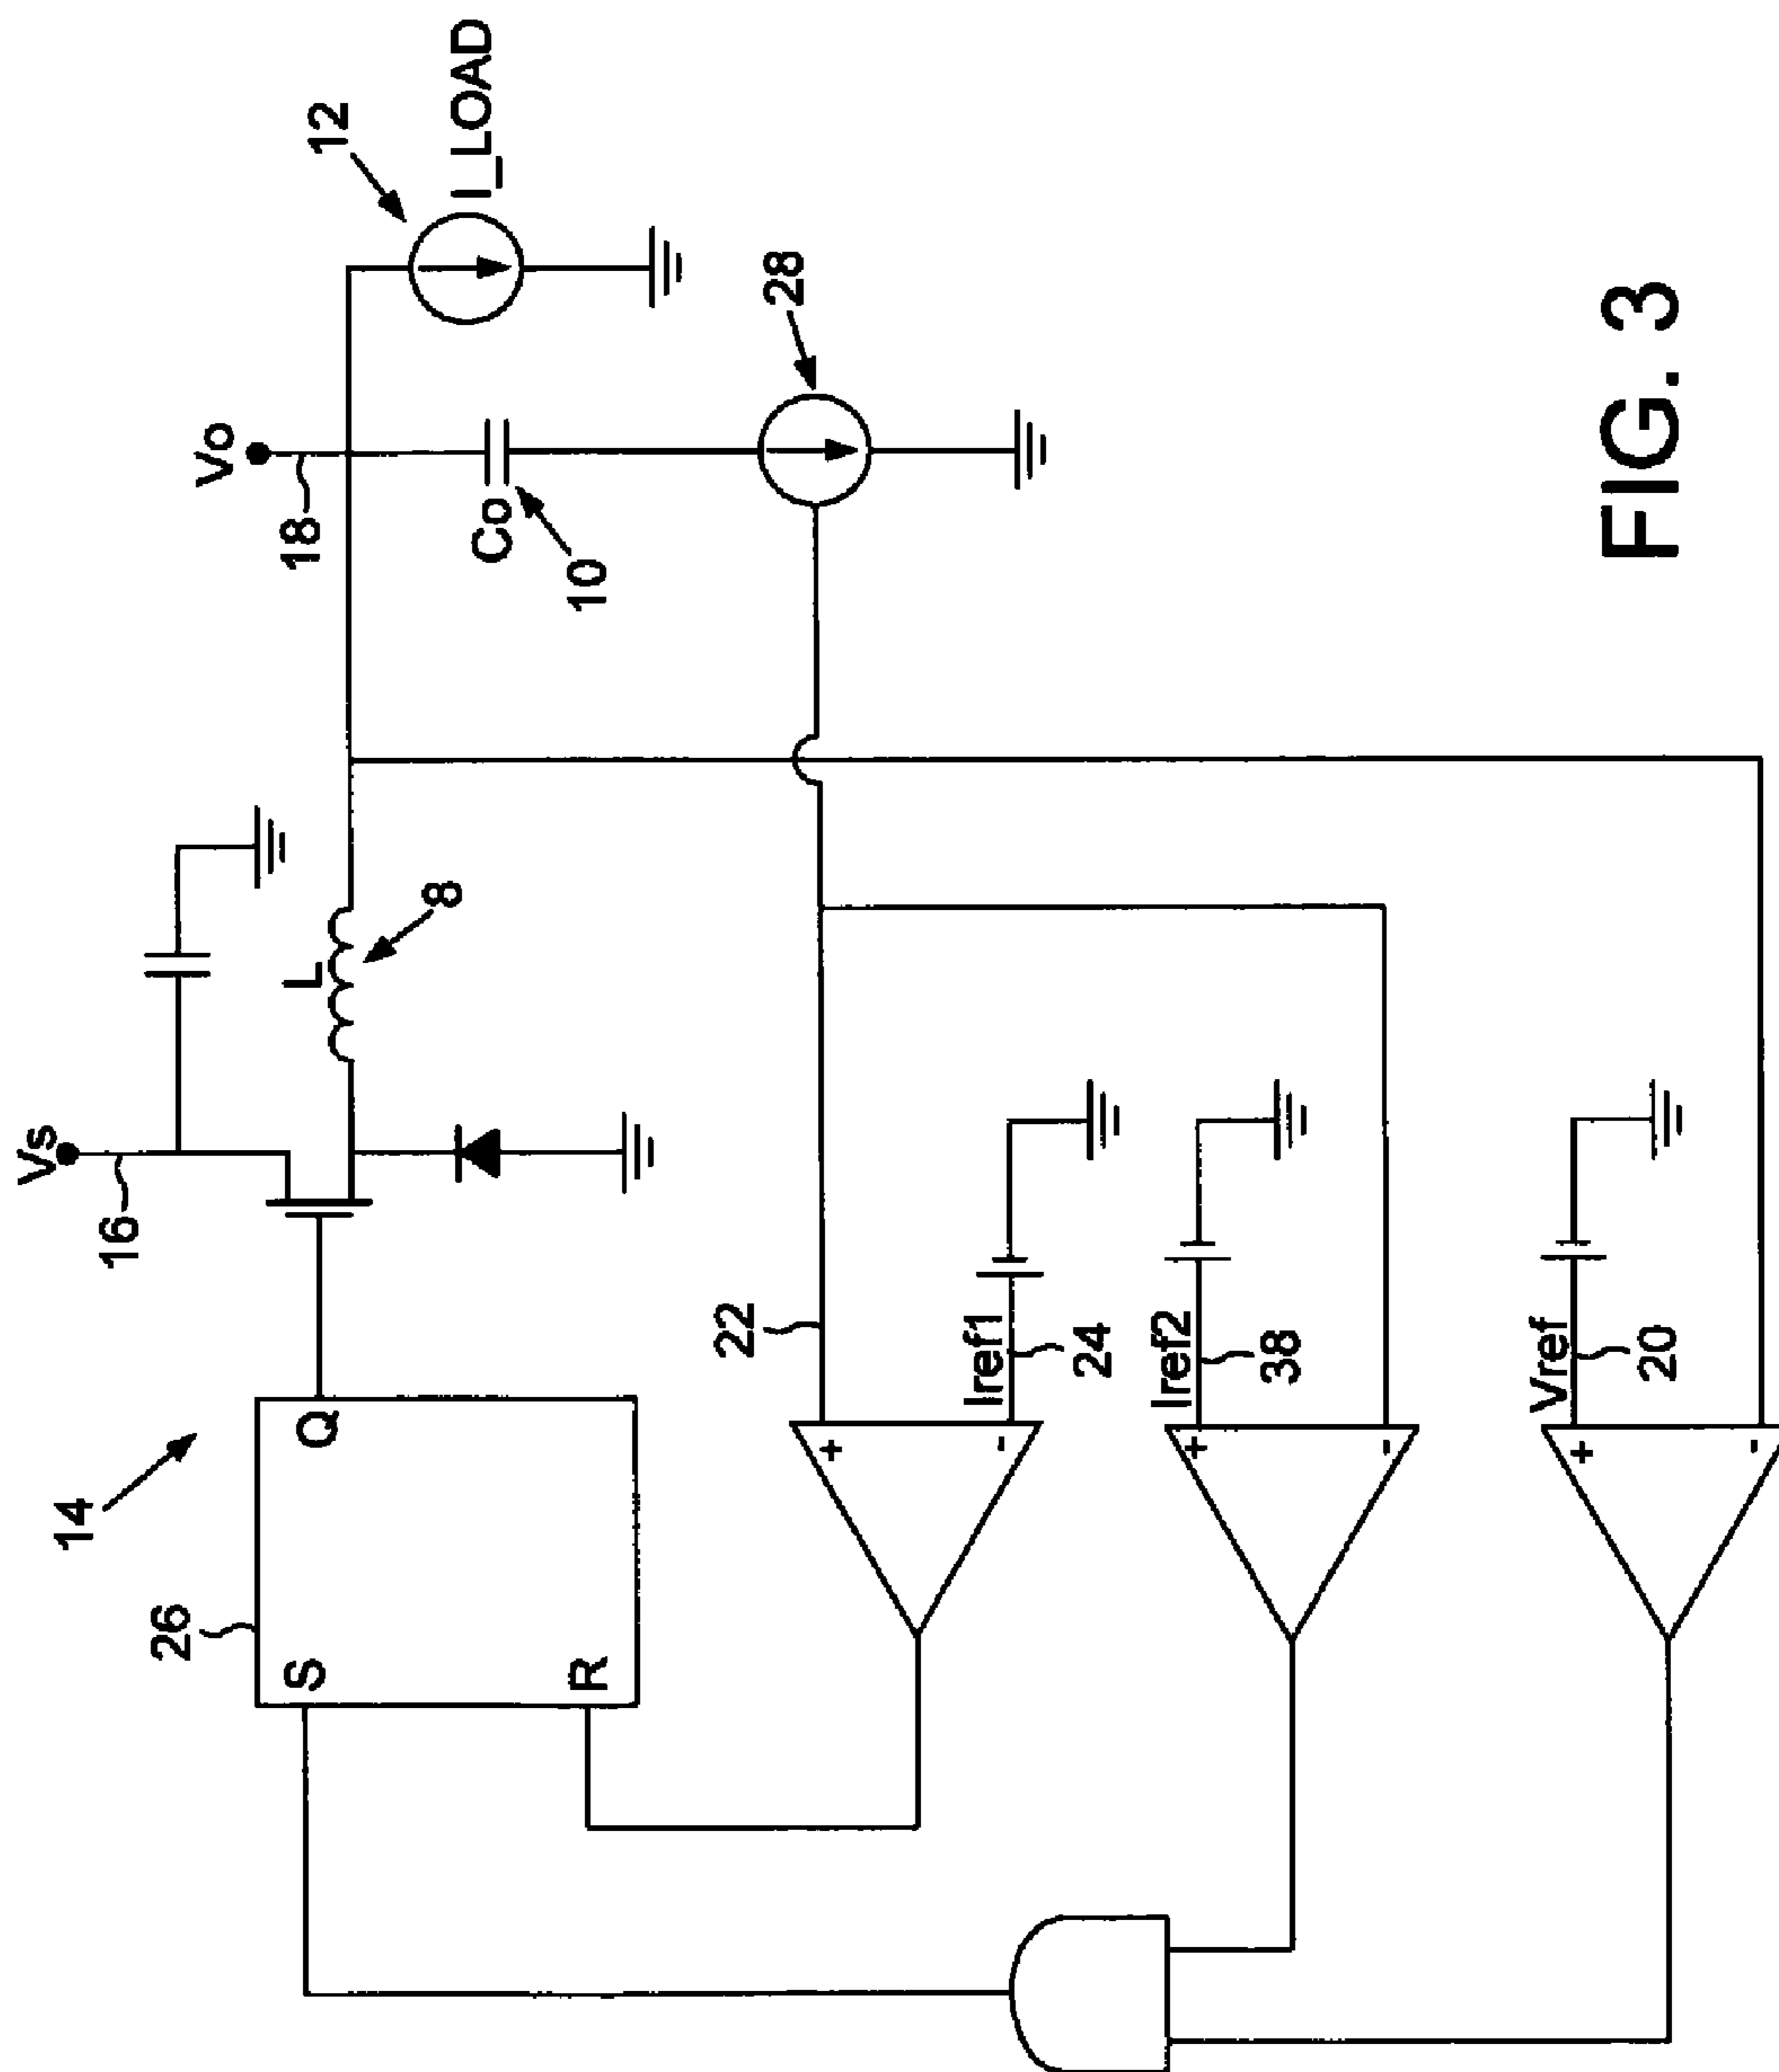 14
26
S
Q
R
Vs
16
L
8
Vo
18
Co
10
12
I_LOAD
28
22
+
-
Iref1
24
+
-
Iref2
38
+
-
Vref
20
FIG. 3